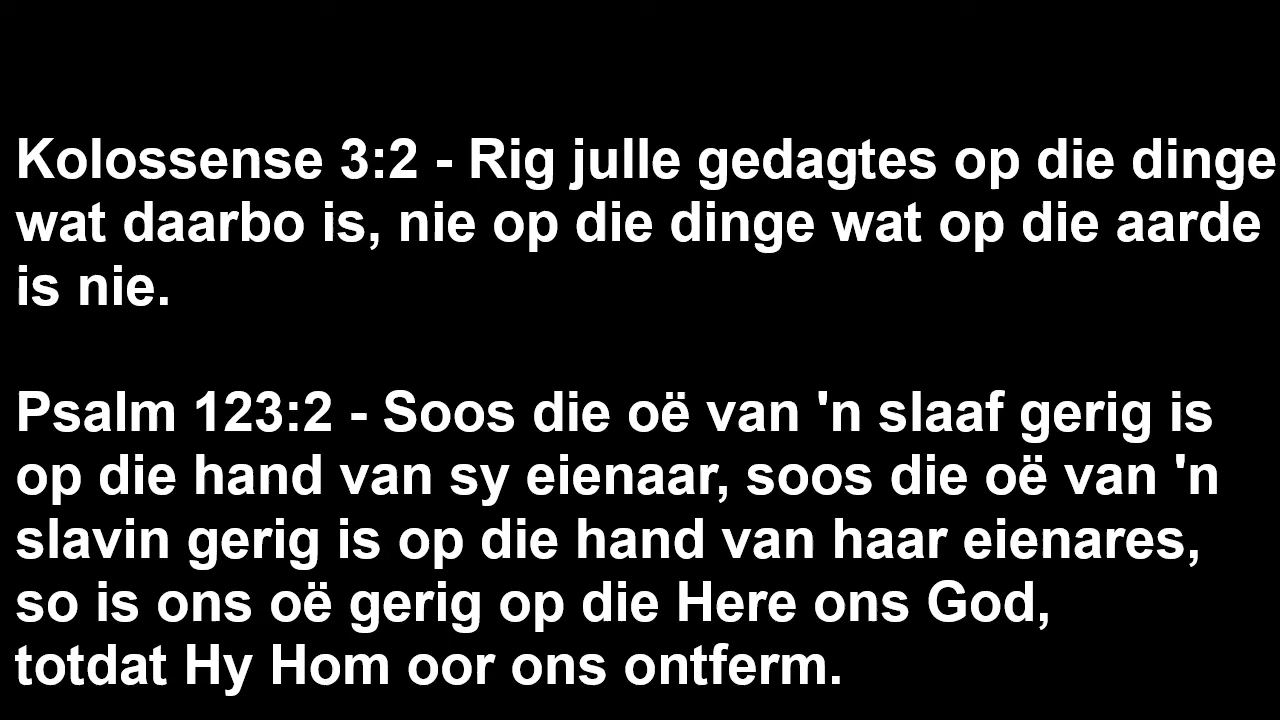 Kolossense 3:2 - Rig julle gedagtes op die dinge
wat daarbo is, nie op die dinge wat op die aarde
is nie.
Psalm 123:2 - Soos die oë van 'n slaaf gerig is
op die hand van sy eienaar, soos die oë van 'n
slavin gerig is op die hand van haar eienares,
so is ons oë gerig op die Here ons God,
totdat Hy Hom oor ons ontferm.